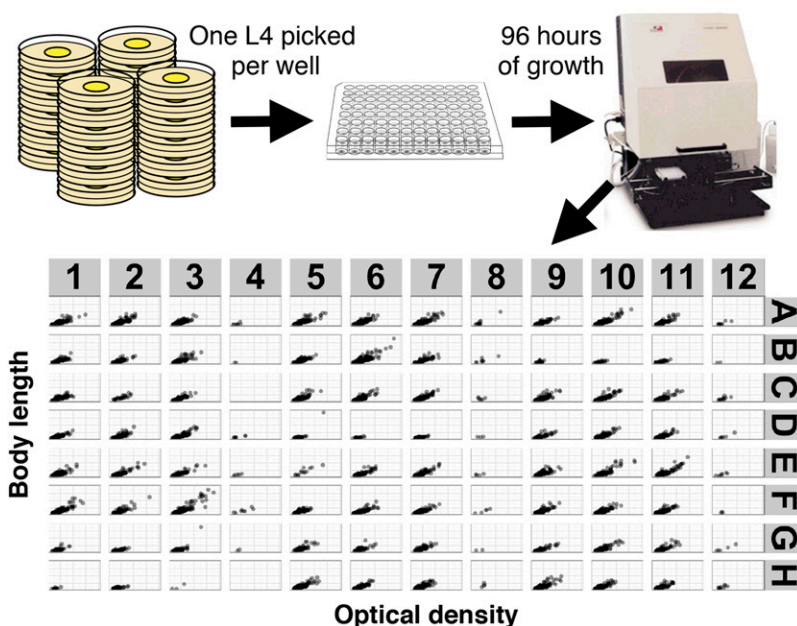 One L4 picked
per well
96 hours
of growth
1 2 3 4 5 6 7 8 9 10 11 12
A
B
C
D
E
F
G
H
Body length
Optical density